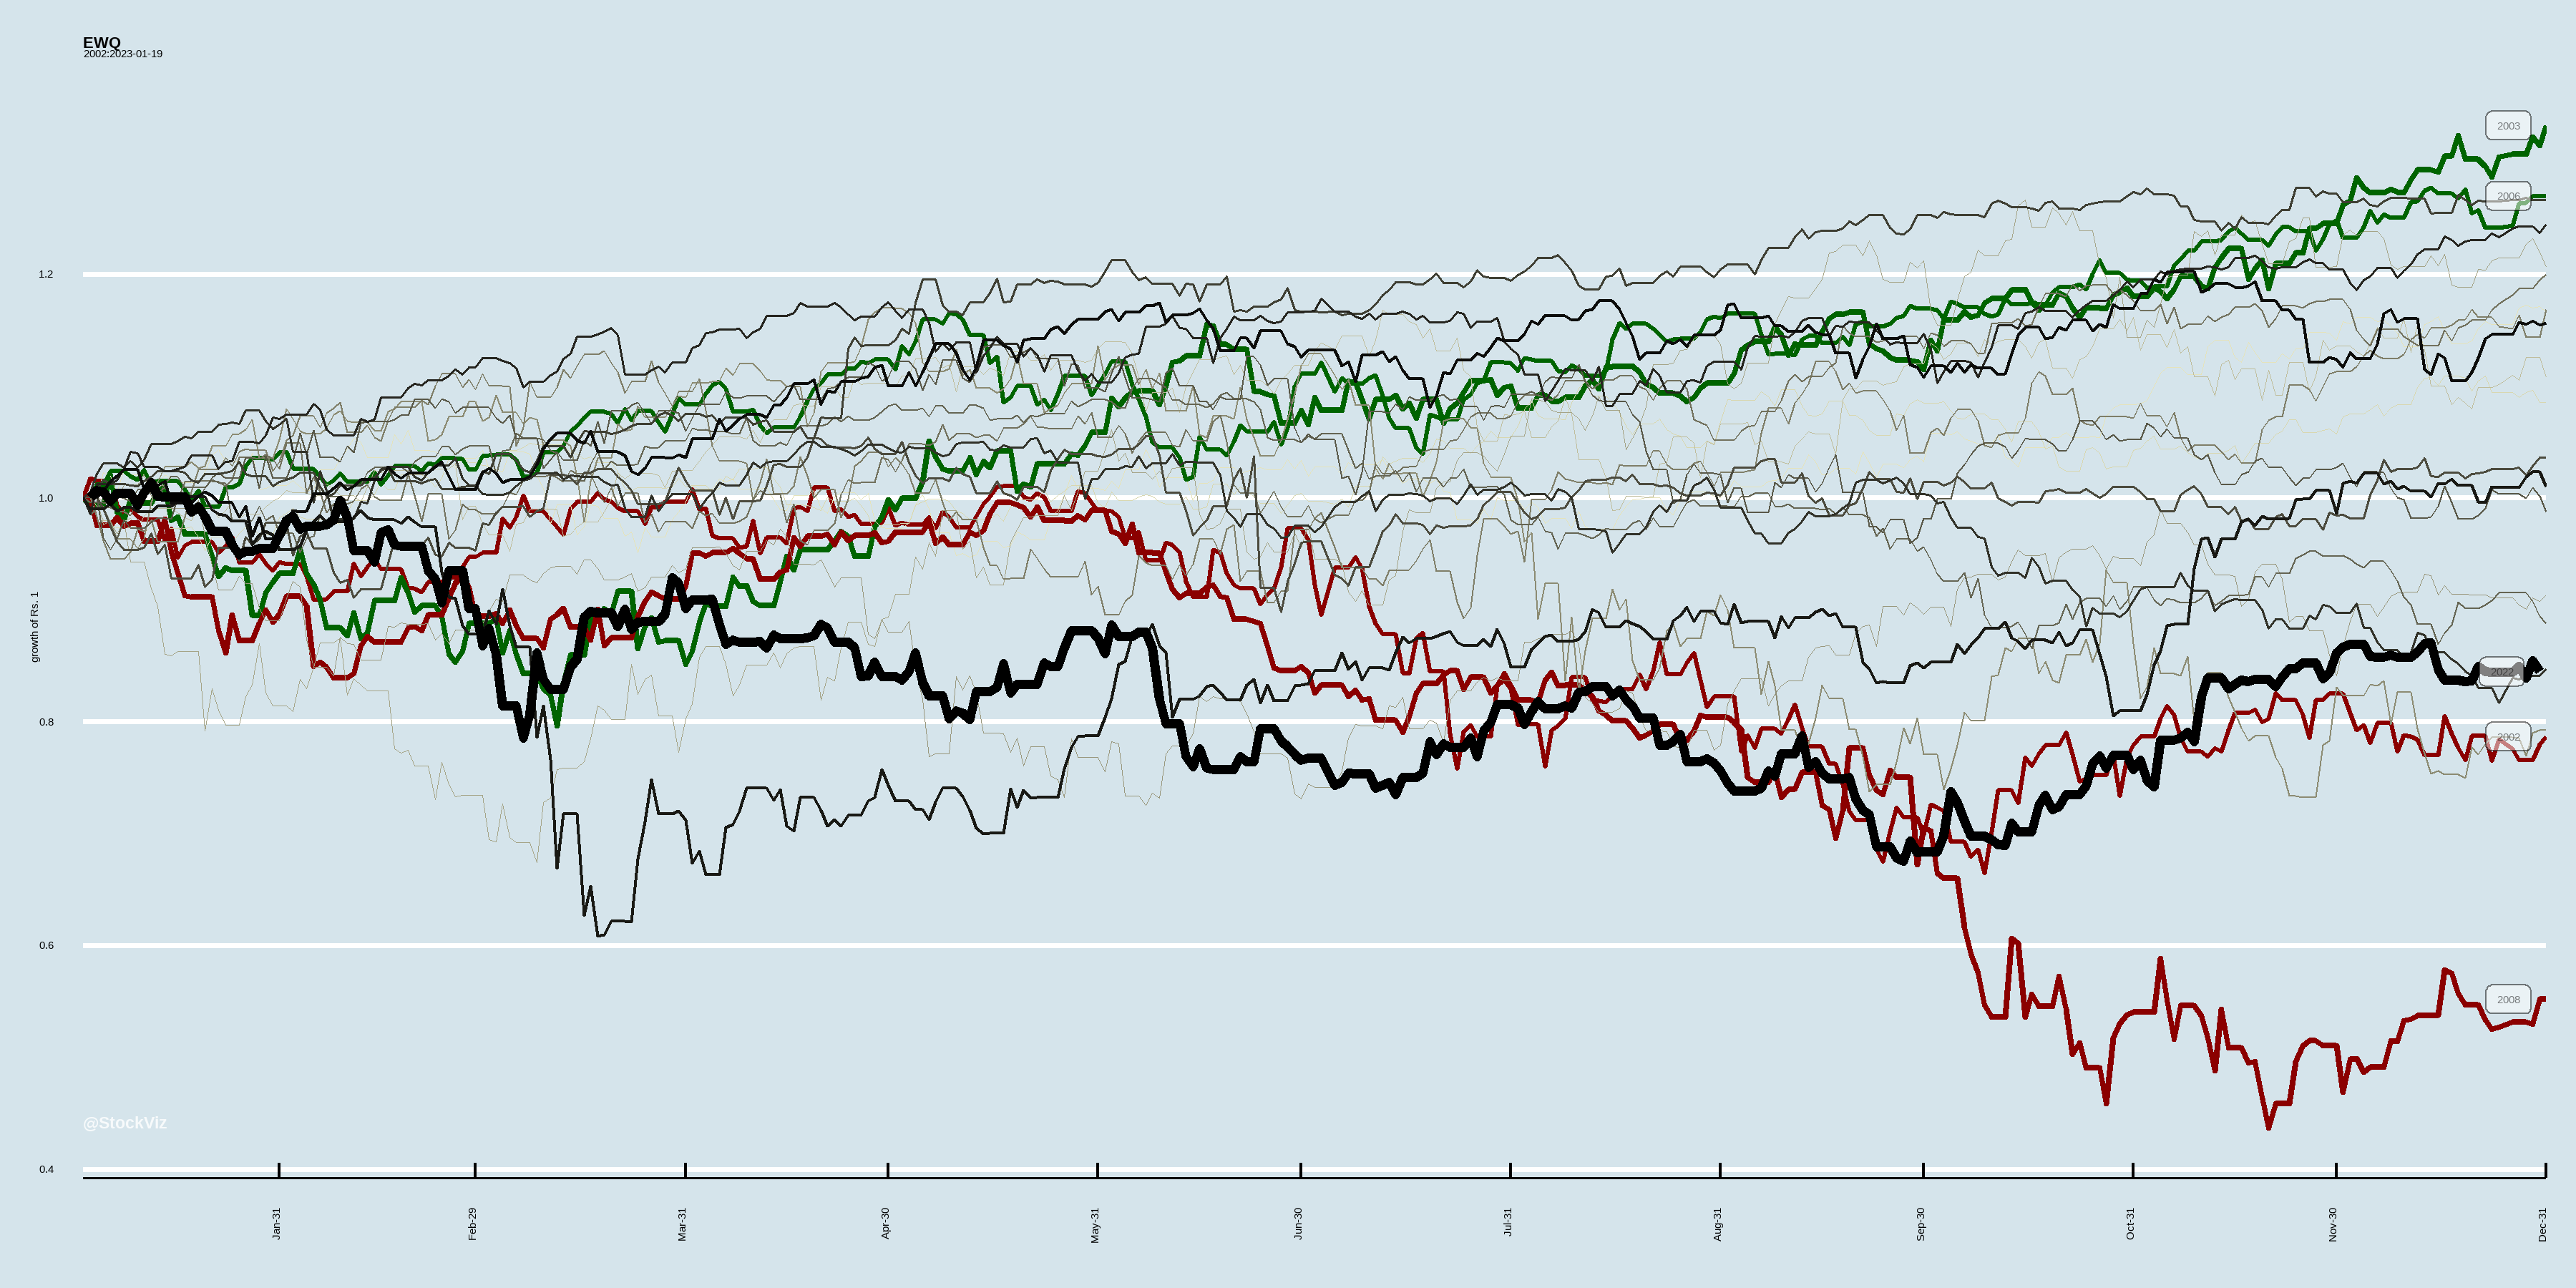 EWQ
2002:2023-01-19
2003
2006
1.2
1.0
growth of Rs. 1
2022
0.8
2002
0.6
2008
@StockViz
0.4
Jan-31
Feb-29
Mar-31
Apr-30
May-31
Jun-30
Jul-31
Aug-31
Sep-30
Oct-31
Nov-30
Dec-31